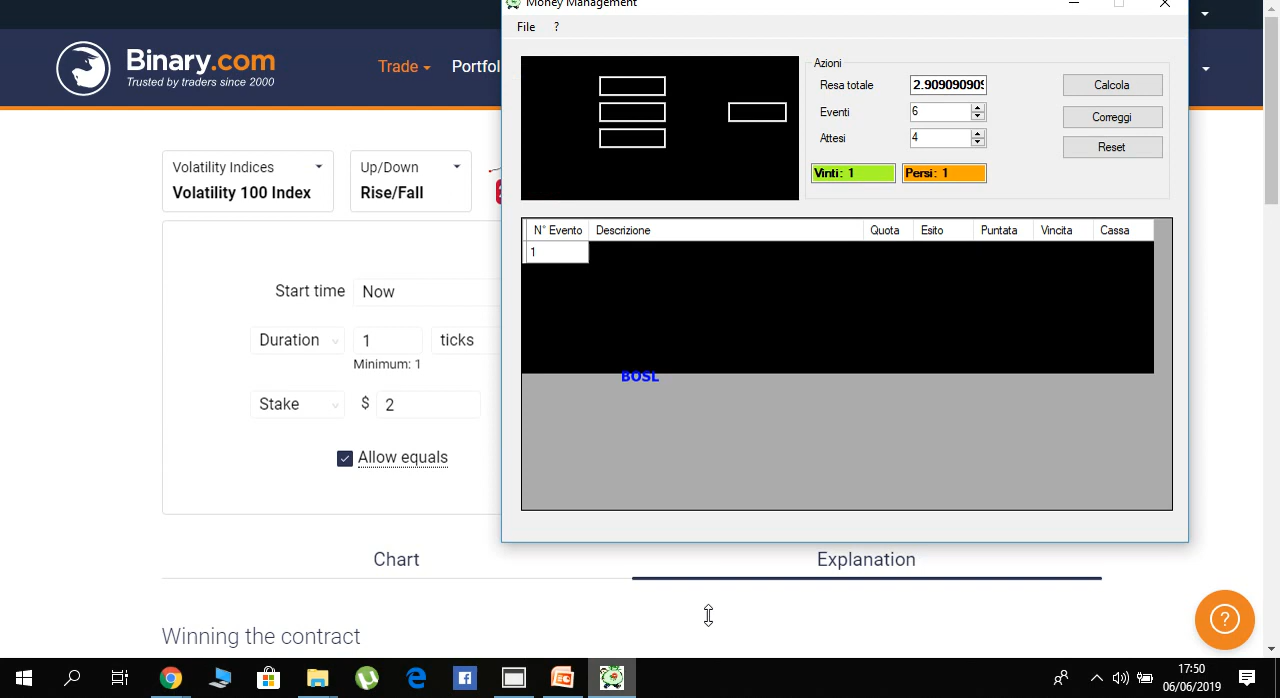 Money Management
File ?
Binary.com
Trusted by traders since 2000
Trade Portfol
Volatility Indices
Volatility 100 Index
Up/Down
Rise/Fall
Azioni
Resa totale 2.909090909
Eventi 6
Attesi 4
Calcola
Correggi
Reset
Vinti: 1 Persi: 1
N° Evento Descrizione Quota Esito Puntata Vincita Cassa
1
BOSL
Start time Now
Duration 1 ticks
Minimum: 1
Stake $ 2
Allow equals
Chart Explanation
Winning the contract
17:50
06/06/2019